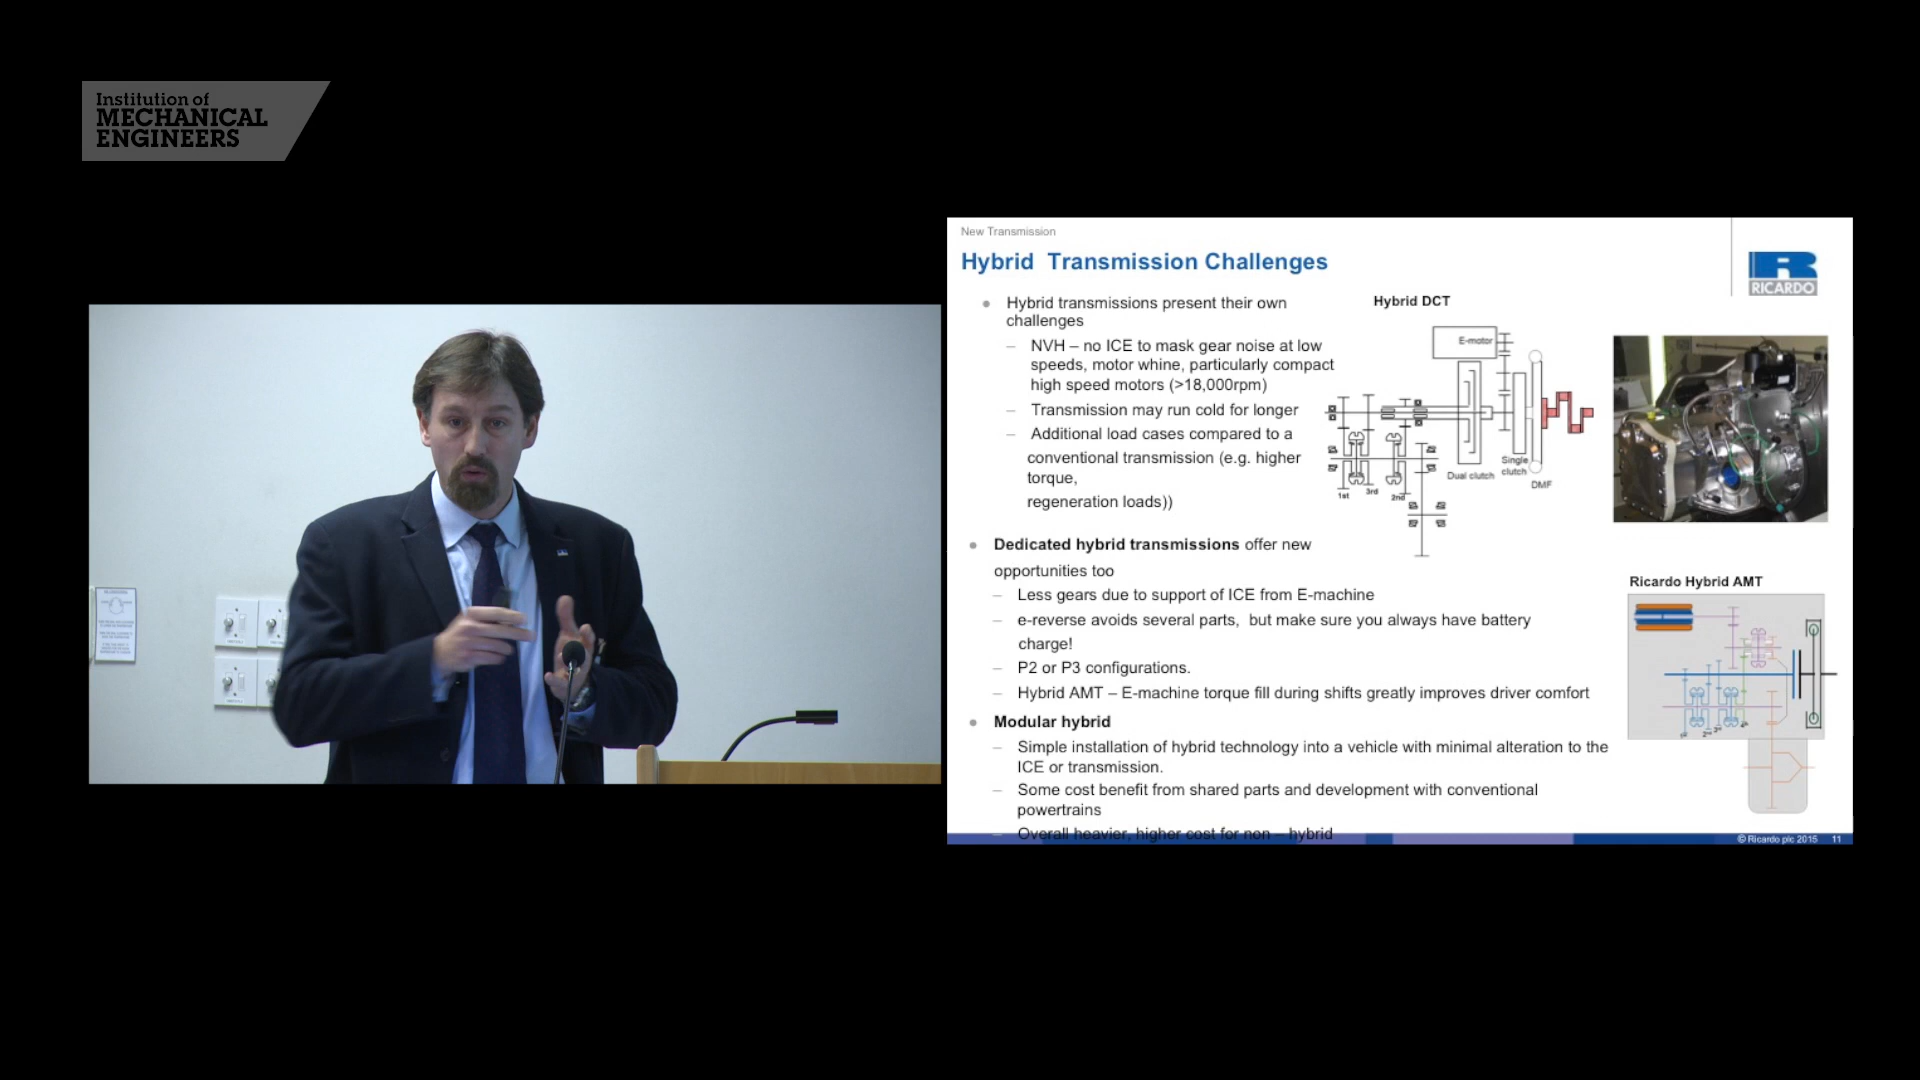 Institution of
MECHANICAL
ENGINEERS
New Transmission
Hybrid Transmission Challenges
RICARDO
Hybrid transmissions present their own
challenges
– NVH – no ICE to mask gear noise at low
speeds, motor whine, particularly compact
high speed motors (>18,000rpm)
– Transmission may run cold for longer
– Additional load cases compared to a
conventional transmission (e.g. higher
torque,
regeneration loads))
Hybrid DCT
E-motor
Dual clutch
Single
clutch
DMF
1st
3rd
2nd
Dedicated hybrid transmissions offer new
opportunities too
– Less gears due to support of ICE from E-machine
– e-reverse avoids several parts, but make sure you always have battery
charge!
– P2 or P3 configurations.
– Hybrid AMT – E-machine torque fill during shifts greatly improves driver comfort
Ricardo Hybrid AMT
Modular hybrid
– Simple installation of hybrid technology into a vehicle with minimal alteration to the
ICE or transmission.
– Some cost benefit from shared parts and development with conventional
powertrains
– Overall heavier, higher cost for non – hybrid
© Ricardo plc 2015 11